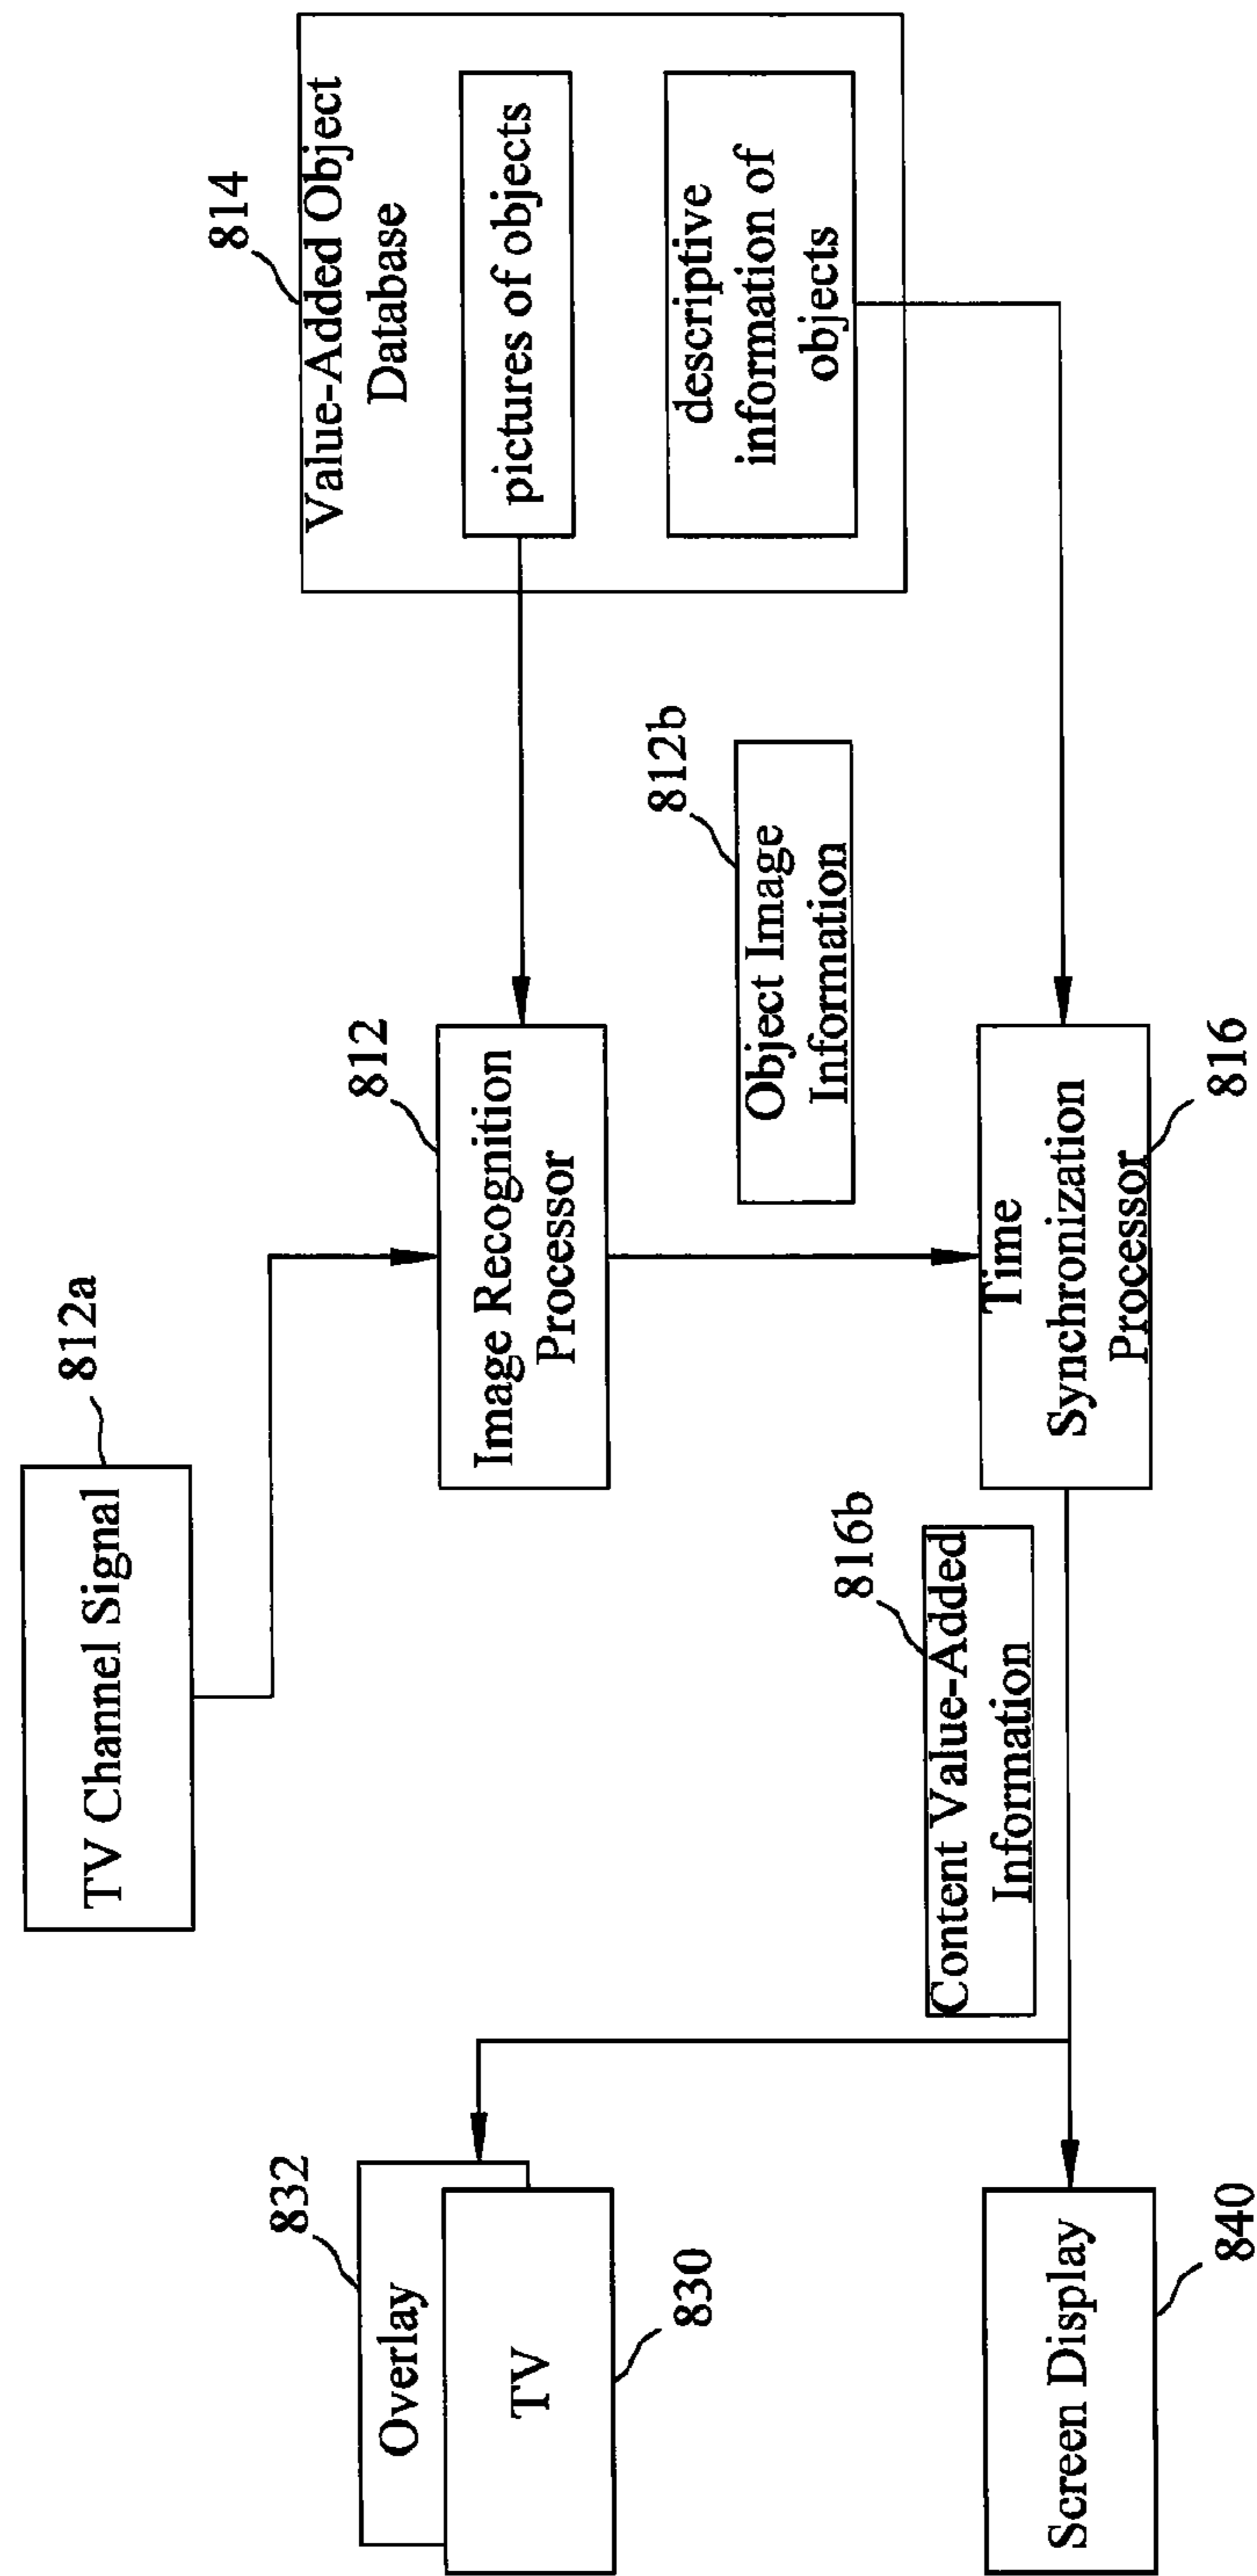 812a
TV Channel Signal
814
Value-Added Object
Database
pictures of objects
descriptive
information of
objects
812
Image Recognition
Processor
812b
Object Image
Information
832
Overlay
TV
830
816b
Content Value-Added
Information
Time
Synchronization
Processor
816
Screen Display
840